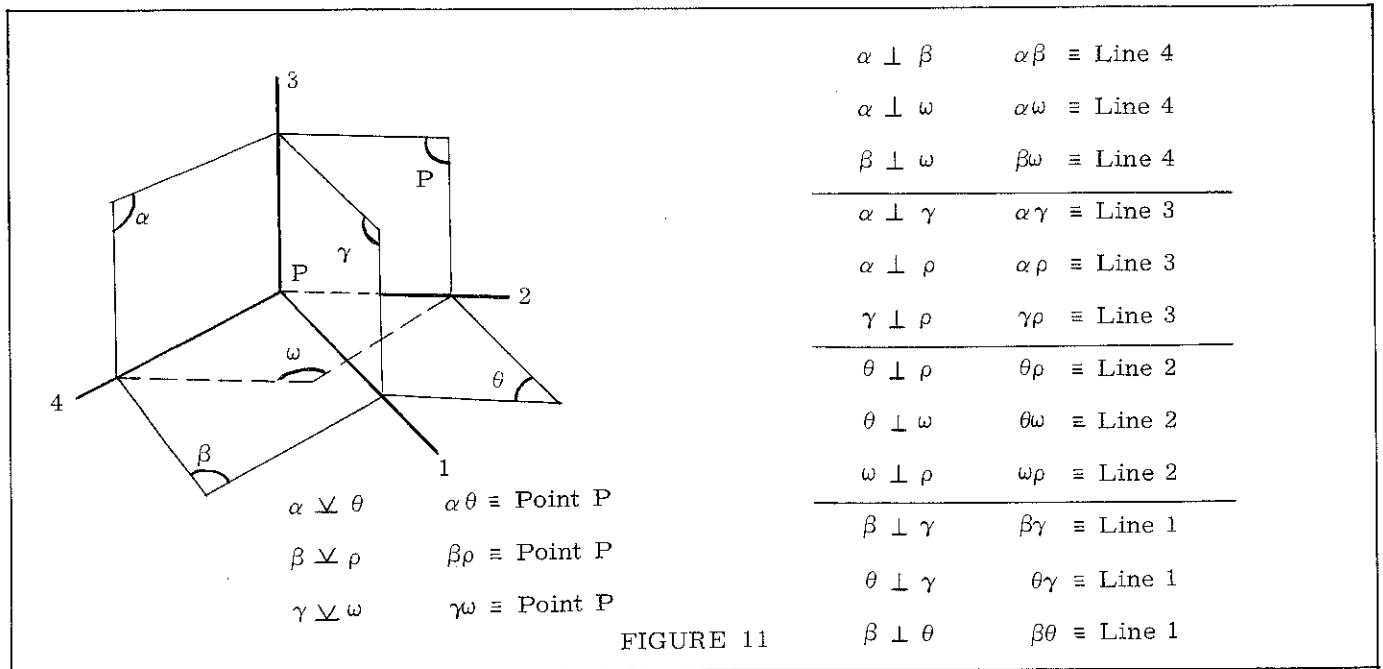 3
α
P
γ
P
2
ω
θ
4
β
1
α ⊻ θ αθ ≡ Point P
β ⊻ ρ βρ ≡ Point P
γ ⊻ ω γω ≡ Point P
α ⊥ β αβ ≡ Line 4
α ⊥ ω αω ≡ Line 4
β ⊥ ω βω ≡ Line 4
α ⊥ γ αγ ≡ Line 3
α ⊥ ρ αρ ≡ Line 3
γ ⊥ ρ γρ ≡ Line 3
θ ⊥ ρ θρ ≡ Line 2
θ ⊥ ω θω ≡ Line 2
ω ⊥ ρ ωρ ≡ Line 2
β ⊥ γ βγ ≡ Line 1
θ ⊥ γ θγ ≡ Line 1
β ⊥ θ βθ ≡ Line 1
FIGURE 11